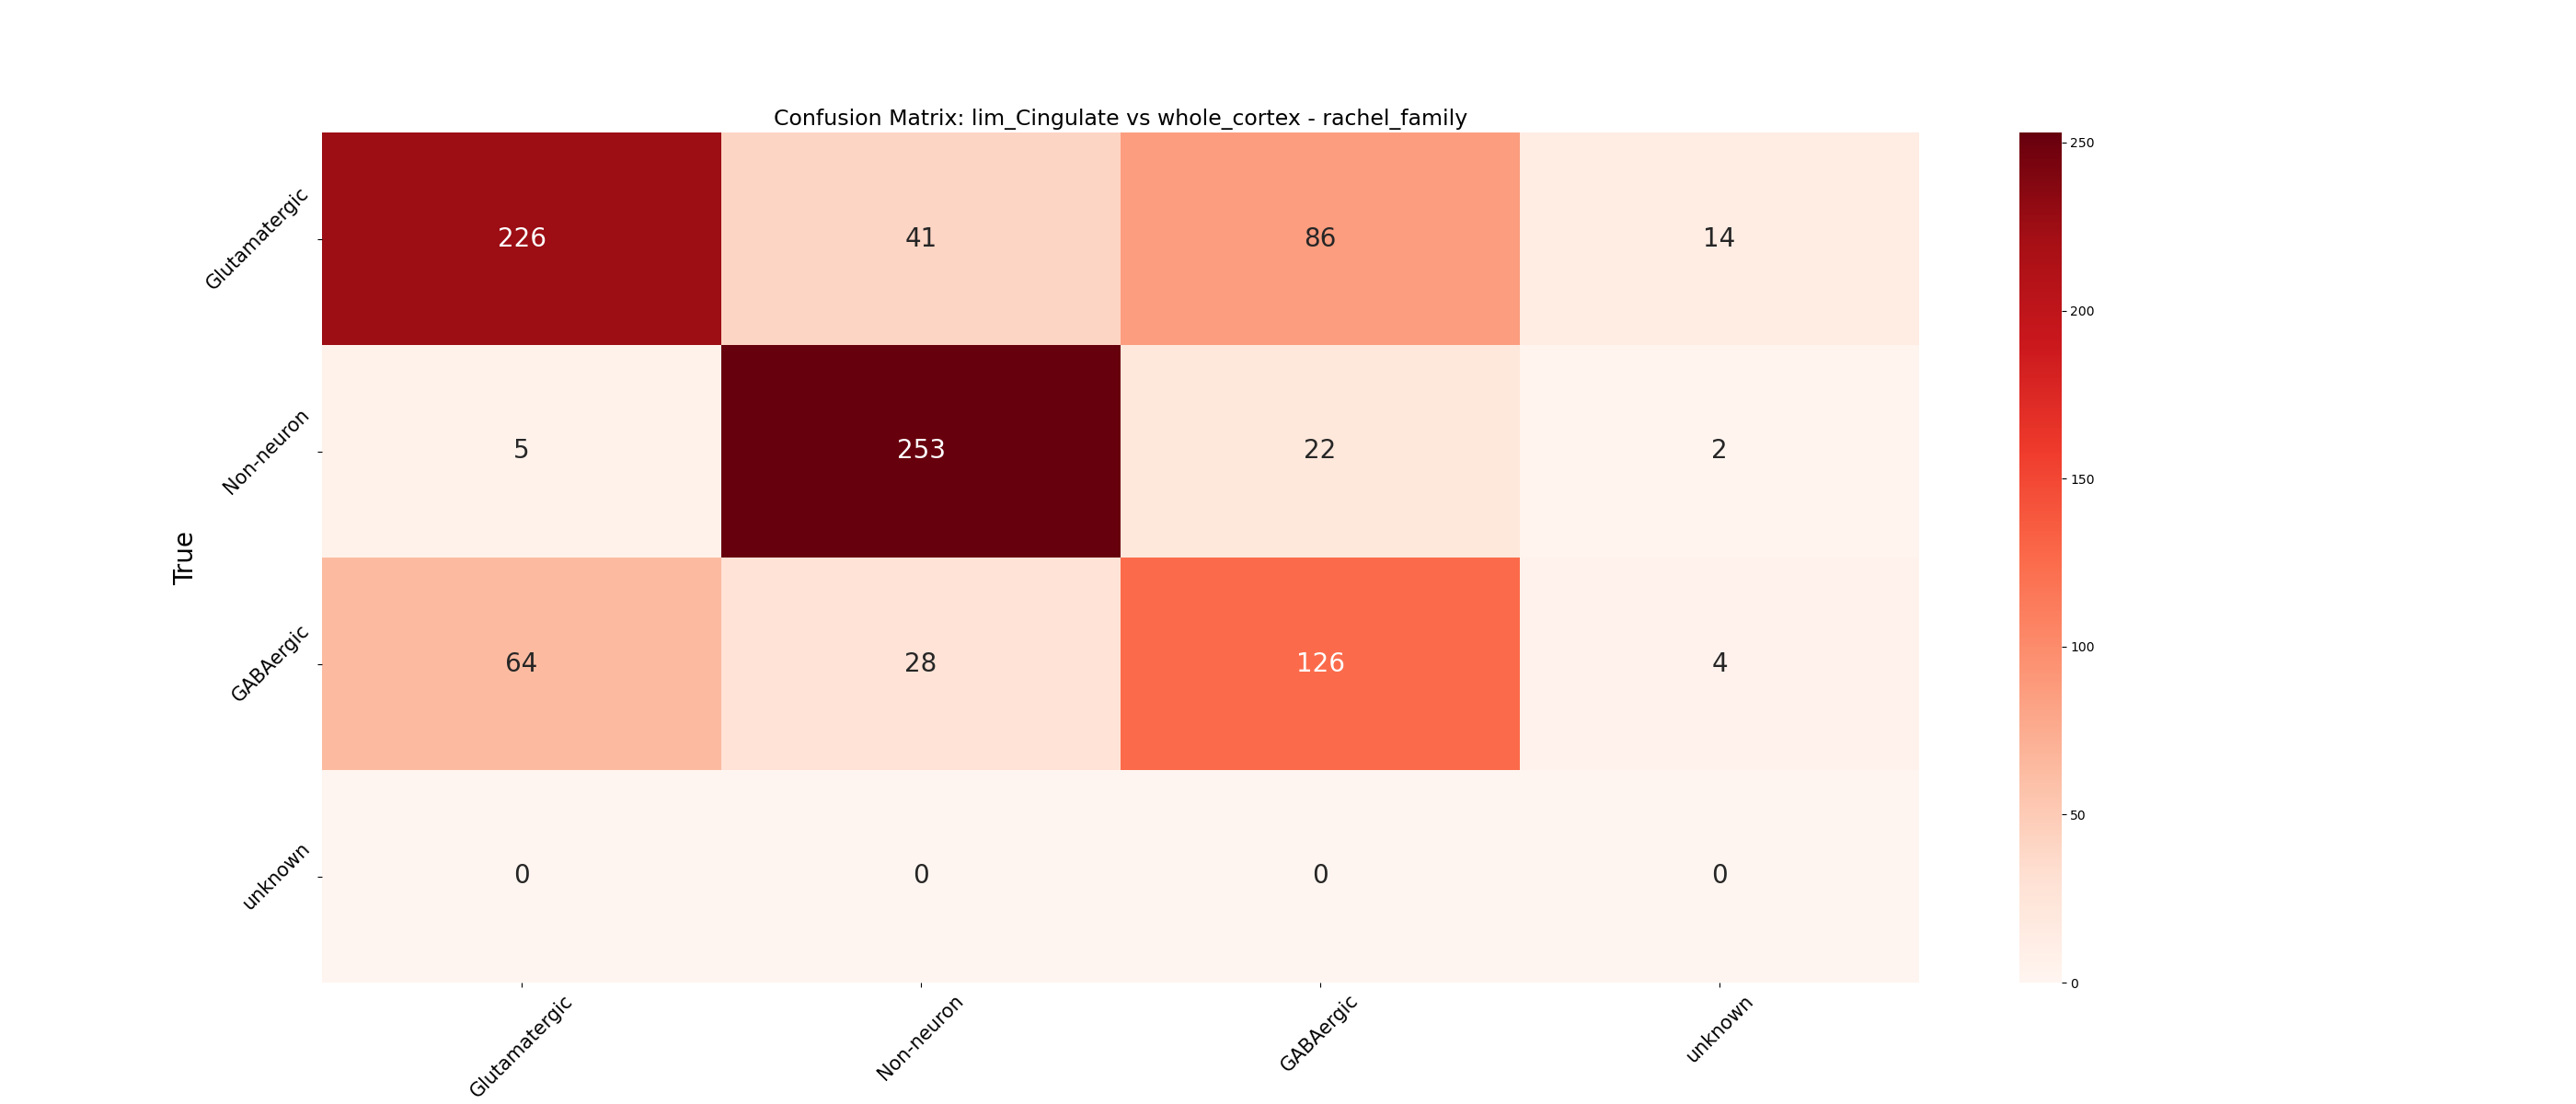 Confusion Matrix: lim_Cingulate vs whole_cortex - rachel_family
True
Glutamatergic
226
41
86
14
Non-neuron
5
253
22
2
GABAergic
64
28
126
4
unknown
0
0
0
0
Glutamatergic
Non-neuron
GABAergic
unknown
250
200
150
100
50
0